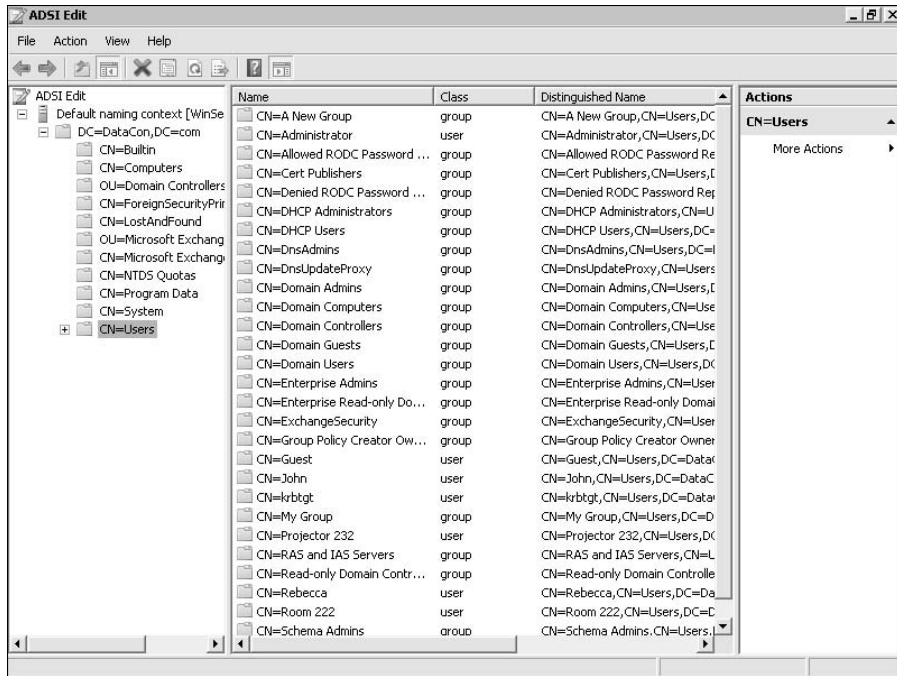 ADSI Edit
File Action View Help
ADSI Edit
Default naming context [WinSe
DC=DataCon,DC=com
CN=Builtin
CN=Computers
OU=Domain Controllers
CN=ForeignSecurityPrin
CN=LostAndFound
OU=Microsoft Exchang
CN=Microsoft Exchang
CN=NTDS Quotas
CN=Program Data
CN=System
CN=Users
Name Class Distinguished Name
CN=A New Group group CN=A New Group,CN=Users,DC
CN=Administrator user CN=Administrator,CN=Users,DC
CN=Allowed RODC Password ... group CN=Allowed RODC Password Re
CN=Cert Publishers group CN=Cert Publishers,CN=Users,D
CN=Denied RODC Password ... group CN=Denied RODC Password Rep
CN=DHCP Administrators group CN=DHCP Administrators,CN=U
CN=DHCP Users group CN=DHCP Users,CN=Users,DC=
CN=DnsAdmins group CN=DnsAdmins,CN=Users,DC=
CN=DnsUpdateProxy group CN=DnsUpdateProxy,CN=Users
CN=Domain Admins group CN=Domain Admins,CN=Users,D
CN=Domain Computers group CN=Domain Computers,CN=Use
CN=Domain Controllers group CN=Domain Controllers,CN=Use
CN=Domain Guests group CN=Domain Guests,CN=Users,D
CN=Domain Users group CN=Domain Users,CN=Users,DC
CN=Enterprise Admins group CN=Enterprise Admins,CN=User
CN=Enterprise Read-only Do... group CN=Enterprise Read-only Domai
CN=ExchangeSecurity group CN=ExchangeSecurity,CN=User
CN=Group Policy Creator Ow... group CN=Group Policy Creator Owner
CN=Guest user CN=Guest,CN=Users,DC=Data
CN=John user CN=John,CN=Users,DC=DataC
CN=krbtgt user CN=krbtgt,CN=Users,DC=Data
CN=My Group group CN=My Group,CN=Users,DC=D
CN=Projector 232 user CN=Projector 232,CN=Users,DC
CN=RAS and IAS Servers group CN=RAS and IAS Servers,CN=
CN=Read-only Domain Contr... group CN=Read-only Domain Controlle
CN=Rebecca user CN=Rebecca,CN=Users,DC=Da
CN=Room 222 user CN=Room 222,CN=Users,DC=D
CN=Schema Admins group CN=Schema Admins,CN=Users,
Actions
CN=Users
More Actions